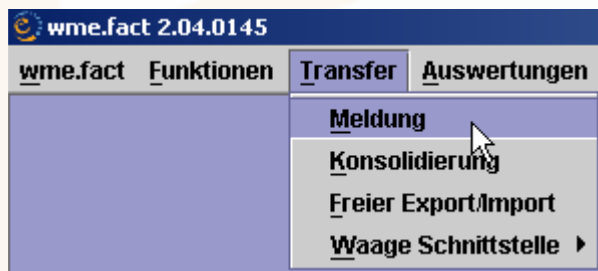 wme.fact 2.04.0145
wme.fact Funktionen Transfer Auswertungen
Meldung
Konsolidierung
Freier Export/Import
Waage Schnittstelle